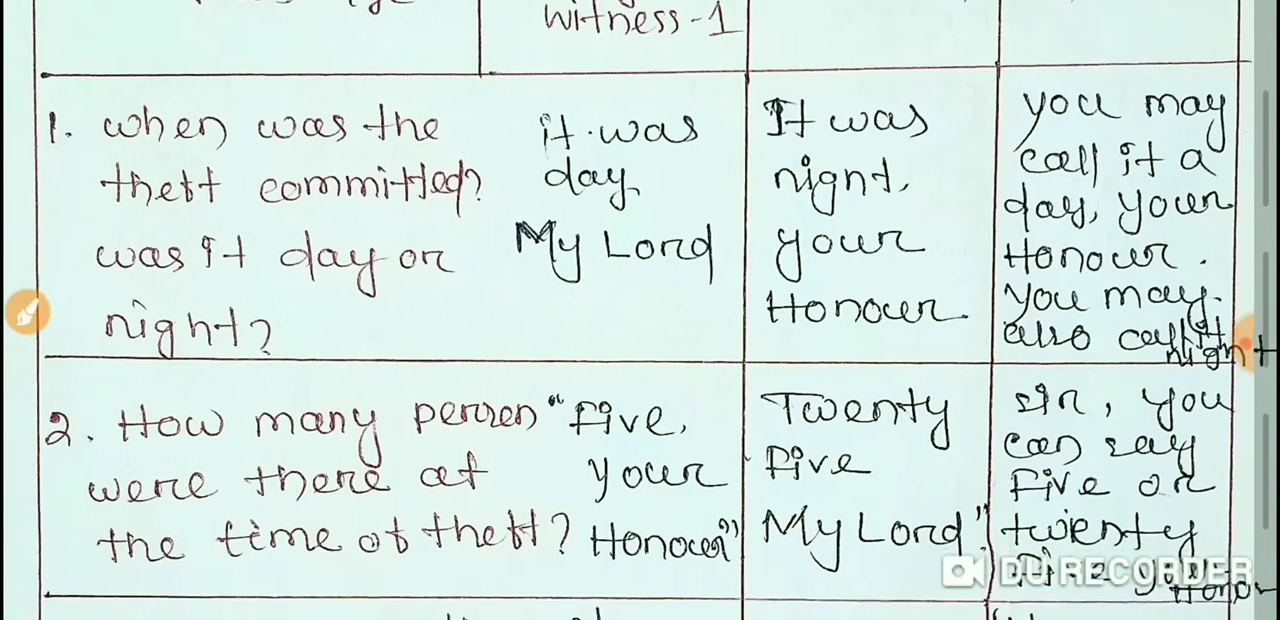 witness-1
1. when was the
theft committed?
was it day or
night?
it was
day
My Lord
It was
night.
your
Honour.
you may
call it a
day, your
Honour.
you may
also call it
night
2. How many person
were there at
the time of theft?
"Five,
your
Honour"
Twenty
Five
My Lord"
sir, you
can say
five or
twenty
your
Honor
DU RECORDER